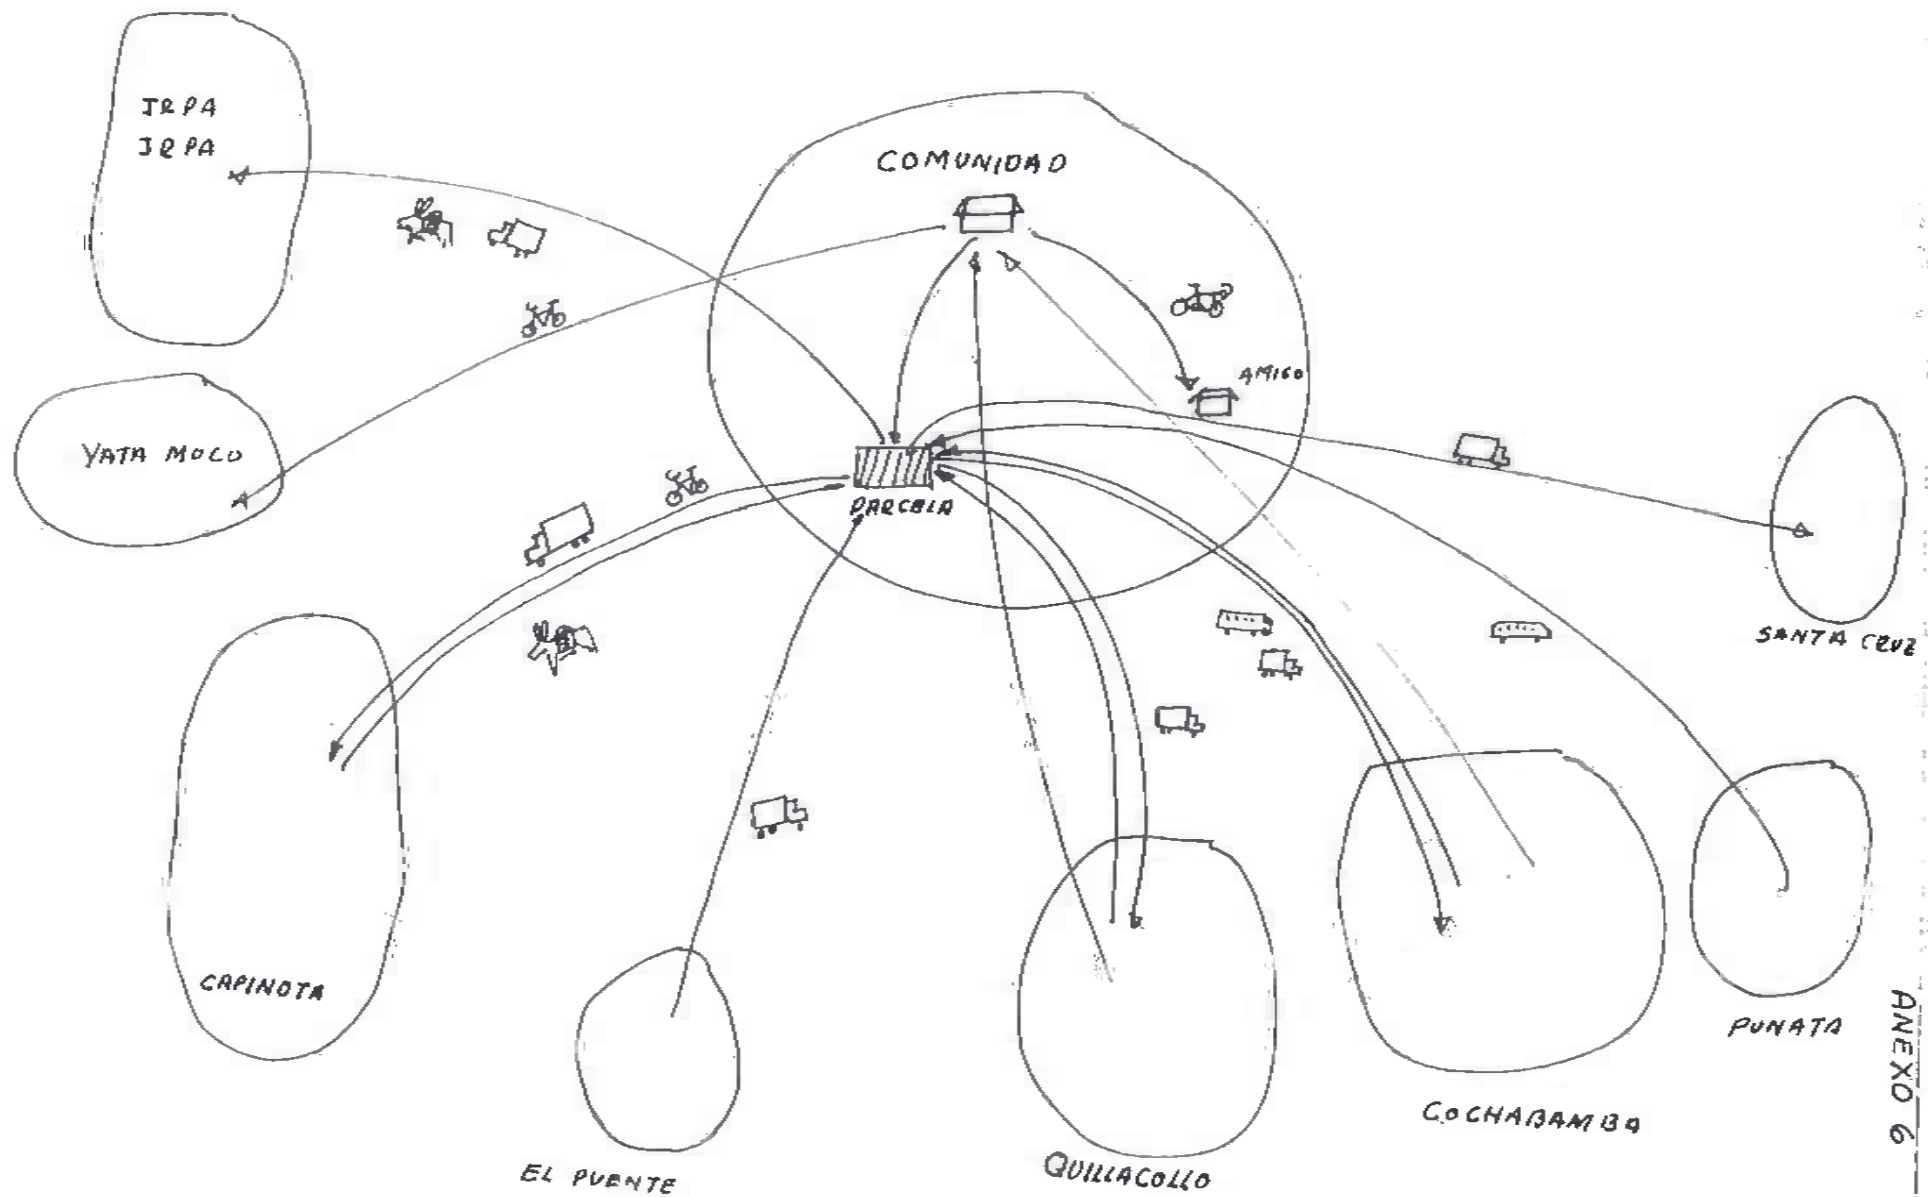 IRPA
IRPA
COMUNIDAD
AMIGO
YATA MOCO
PARCELA
SANTA CRUZ
CAPINOTA
PUNATA
COCHABAMBA
QUILLACOLLO
EL PUENTE
ANEXO 6